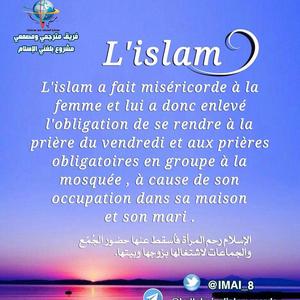 فريق مترجمي ومصممي
مشروع بلغني الإسلام
L'islam
L'islam a fait miséricorde à la
femme et lui a donc enlevé
l'obligation de se rendre à la
prière du vendredi et aux prières
obligatoires en groupe à la
mosquée , à cause de son
occupation dans sa maison
et son mari .
الإسلام رحم المرأة فأسقط عنها حضور الجُمَع
والجماعات لاشتغالها بزوجها وبيتها.
@IMAI_8